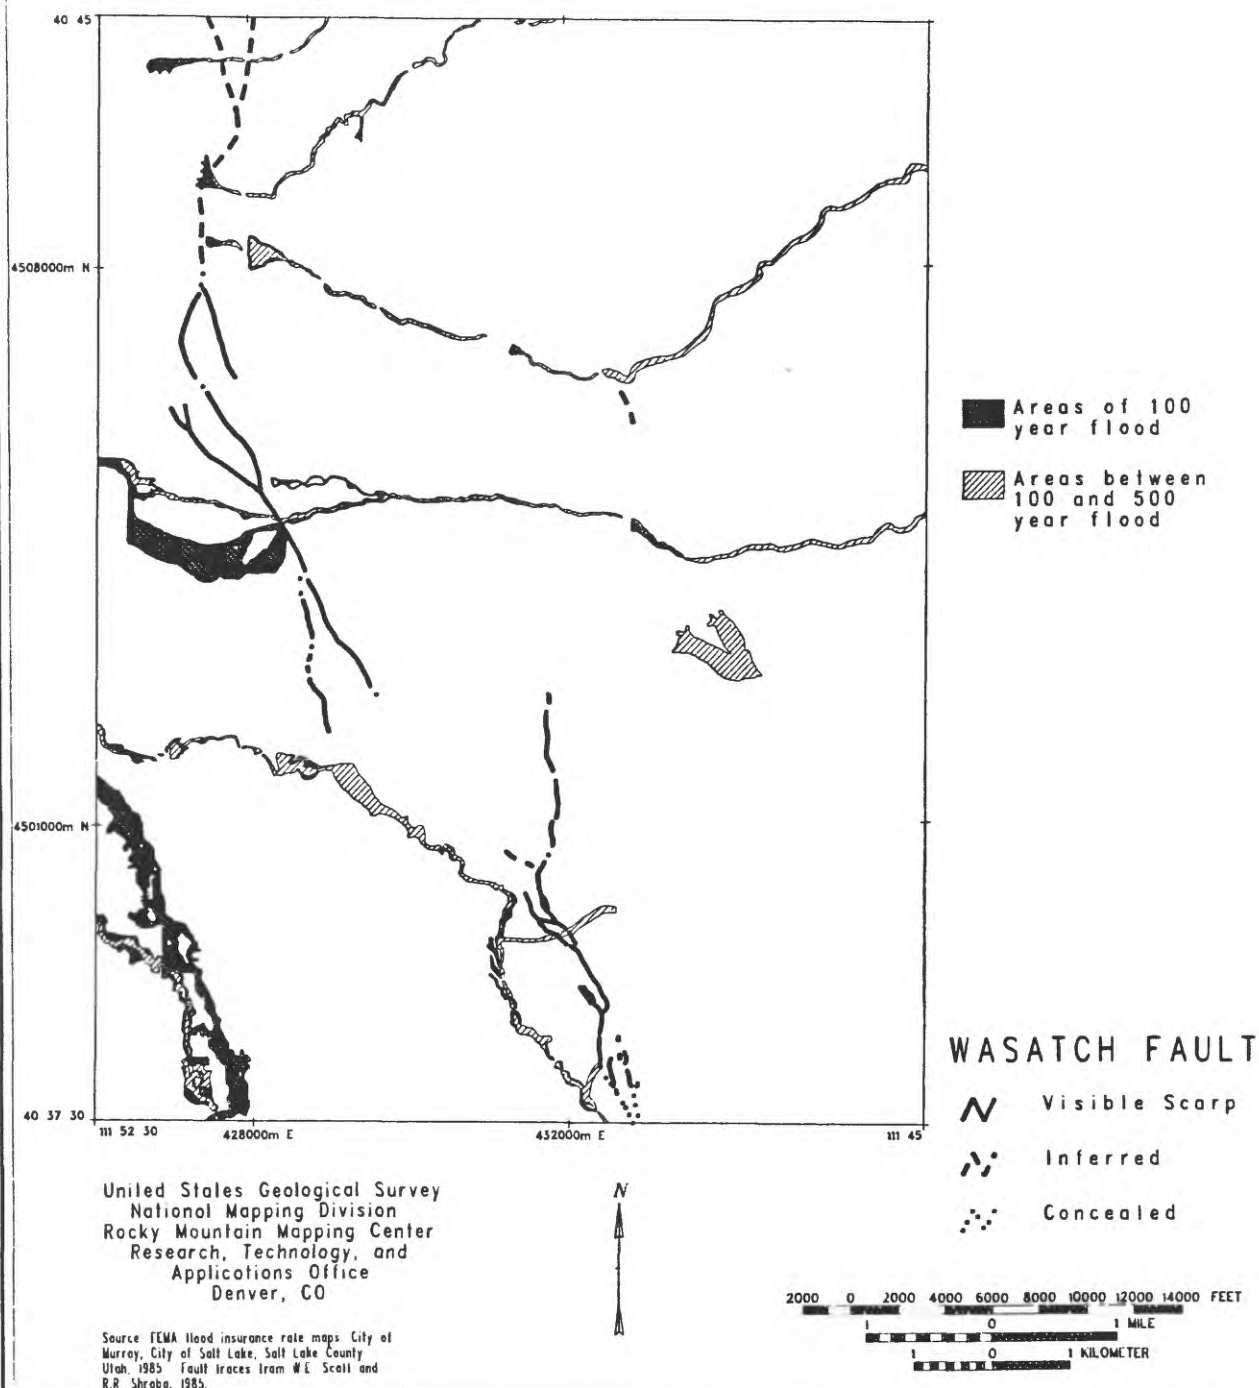 40 45
4508000m N
Areas of 100
year flood
Areas between
100 and 500
year flood
4501000m N
WASATCH FAULT
Visible Scarp
Inferred
Concealed
40 37 30
111 52 30
428000m E
432000m E
111 45
United States Geological Survey
National Mapping Division
Rocky Mountain Mapping Center
Research, Technology, and
Applications Office
Denver, CO
N
2000 0 2000 4000 6000 8000 10000 12000 14000 FEET
1 0 1 MILE
1 0 1 KILOMETER
Source FEMA flood insurance rate maps City of
Murray, City of Salt Lake, Salt Lake County
Utah, 1985 Fault traces from W.E. Scott and
R.R. Shroba, 1985.